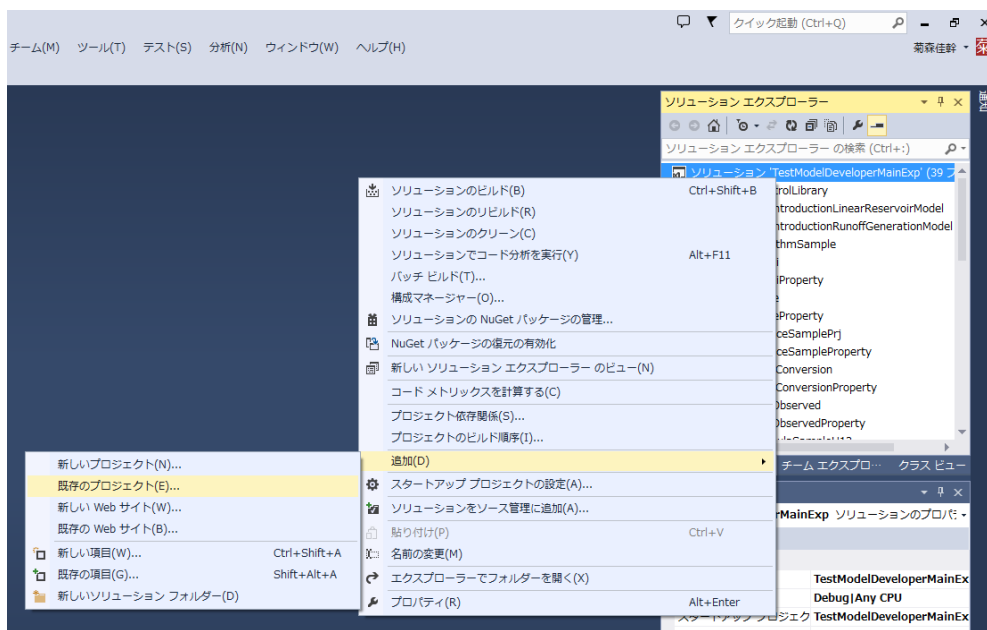 クイック起動 (Ctrl+Q)
チーム(M) ツール(T) テスト(S) 分析(N) ウィンドウ(W) ヘルプ(H)
菊森佳幹
ソリューション エクスプローラー
ソリューション エクスプローラー の検索 (Ctrl+:)
ソリューション 'TestModelDeveloperMainExp' (39 プ
trolLibrary
ntroductionLinearReservoirModel
ntroductionRunoffGenerationModel
thmSample
i
iProperty
e
eProperty
ceSamplePrj
ceSampleProperty
Conversion
ConversionProperty
Observed
ObservedProperty
ソリューションのビルド(B) Ctrl+Shift+B
ソリューションのリビルド(R)
ソリューションのクリーン(C)
ソリューションでコード分析を実行(Y) Alt+F11
バッチ ビルド(T)...
構成マネージャー(O)...
ソリューションの NuGet パッケージの管理...
NuGet パッケージの復元の有効化
新しい ソリューション エクスプローラー のビュー(N)
コード メトリックスを計算する(C)
プロジェクト依存関係(S)...
プロジェクトのビルド順序(I)...
追加(D)
スタートアップ プロジェクトの設定(A)...
ソリューションをソース管理に追加(A)...
貼り付け(P) Ctrl+V
名前の変更(M)
エクスプローラーでフォルダーを開く(X)
プロパティ(R) Alt+Enter
新しいプロジェクト(N)...
既存のプロジェクト(E)...
新しい Web サイト(W)...
既存の Web サイト(B)...
新しい項目(W)... Ctrl+Shift+A
既存の項目(G)... Shift+Alt+A
新しいソリューション フォルダー(D)
チーム エクスプロ… クラス ビュー
rMainExp ソリューションのプロパ
TestModelDeveloperMainEx
Debug|Any CPU
スタートアップ プロジェク TestModelDeveloperMainEx